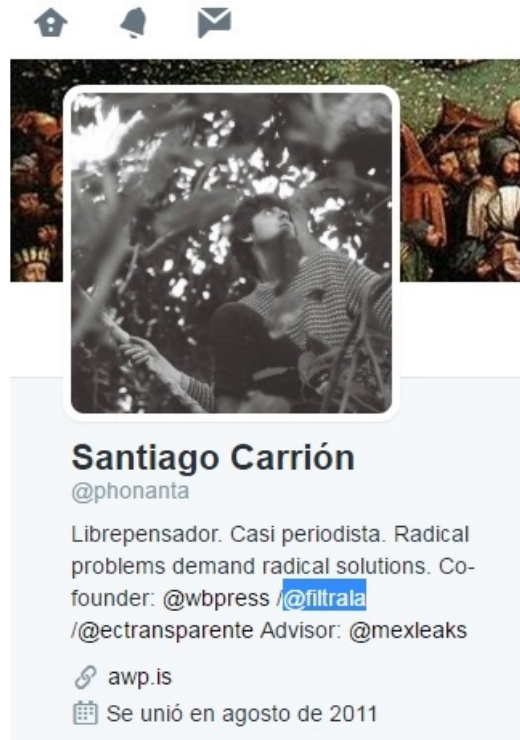 Santiago Carrión
@phonanta
Librepensador. Casi periodista. Radical
problems demand radical solutions. Co-
founder: @wbpress /@filtrala
/@ectransparente Advisor: @mexleaks
awp.is
Se unió en agosto de 2011